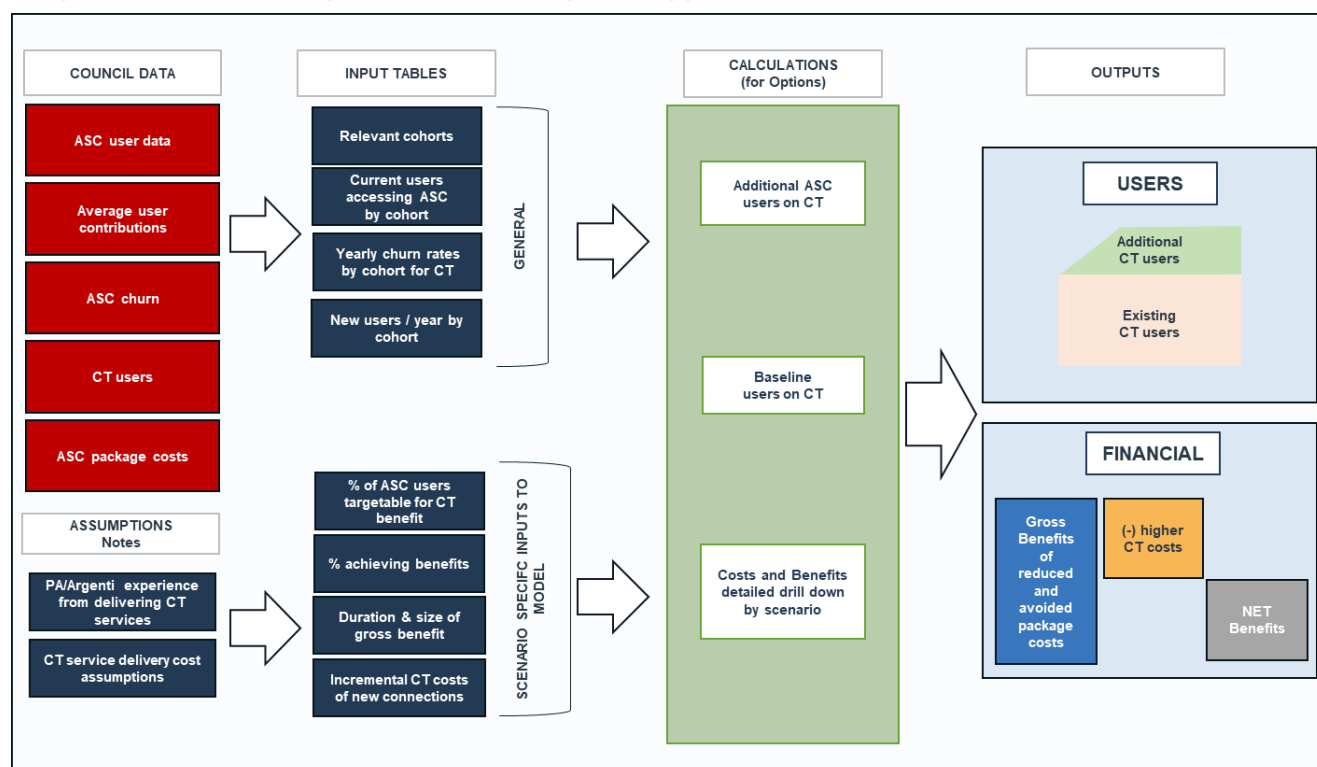 COUNCIL DATA
ASC user data
Average user
contributions
ASC churn
CT users
ASC package costs
ASSUMPTIONS
Notes
PA/Argenti experience
from delivering CT
services
CT service delivery cost
assumptions
INPUT TABLES
Relevant cohorts
Current users
accessing ASC
by cohort
Yearly churn rates
by cohort for CT
New users / year by
cohort
GENERAL
% of ASC users
targetable for CT
benefit
% achieving benefits
Duration & size of
gross benefit
Incremental CT costs
of new connections
SCENARIO SPECIFC INPUTS TO
MODEL
CALCULATIONS
(for Options)
Additional ASC
users on CT
Baseline
users on CT
Costs and Benefits
detailed drill down
by scenario
OUTPUTS
USERS
Additional
CT users
Existing
CT users
FINANCIAL
Gross
Benefits
of
reduced
and
avoided
package
costs
(-) higher
CT costs
NET
Benefits